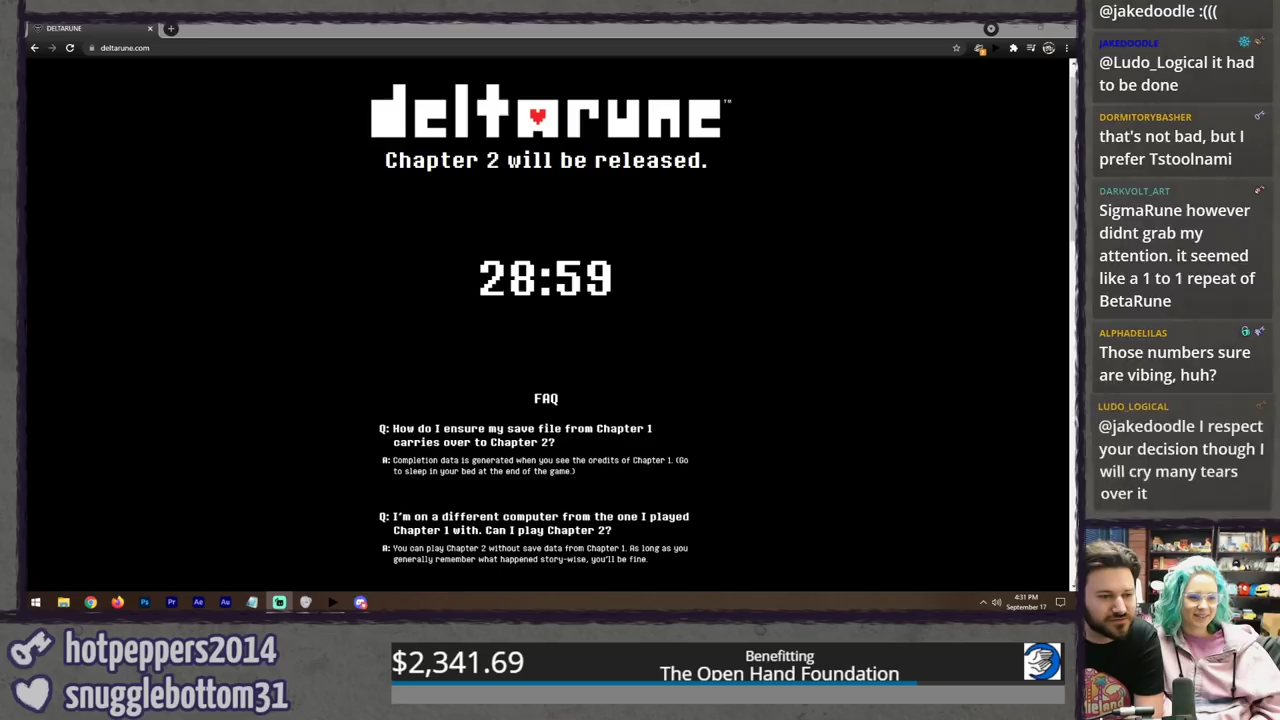 DELTARUNE
deltarune.com
deltarune™
Chapter 2 will be released.
28:59
FAQ
Q: How do I ensure my save file from Chapter 1
carries over to Chapter 2?
A: Completion data is generated when you see the credits of Chapter 1. (Go
to sleep in your bed at the end of the game.)
Q: I'm on a different computer from the one I played
Chapter 1 with. Can I play Chapter 2?
A: You can play Chapter 2 without save data from Chapter 1. As long as you
generally remember what happened story-wise, you'll be fine.
Ps
Pr
Ae
Au
4:31 PM
September 17
@jakedoodle :(((
JAKEDOODLE
@Ludo_Logical it had
to be done
DORMITORYBASHER
that's not bad, but I
prefer Tstoolnami
DARKVOLT_ART
SigmaRune however
didnt grab my
attention. it seemed
like a 1 to 1 repeat of
BetaRune
ALPHADELILAS
Those numbers sure
are vibing, huh?
LUDO_LOGICAL
@jakedoodle I respect
your decision though I
will cry many tears
over it
hotpeppers2014
snugglebottom31
$2,341.69
Benefitting
The Open Hand Foundation